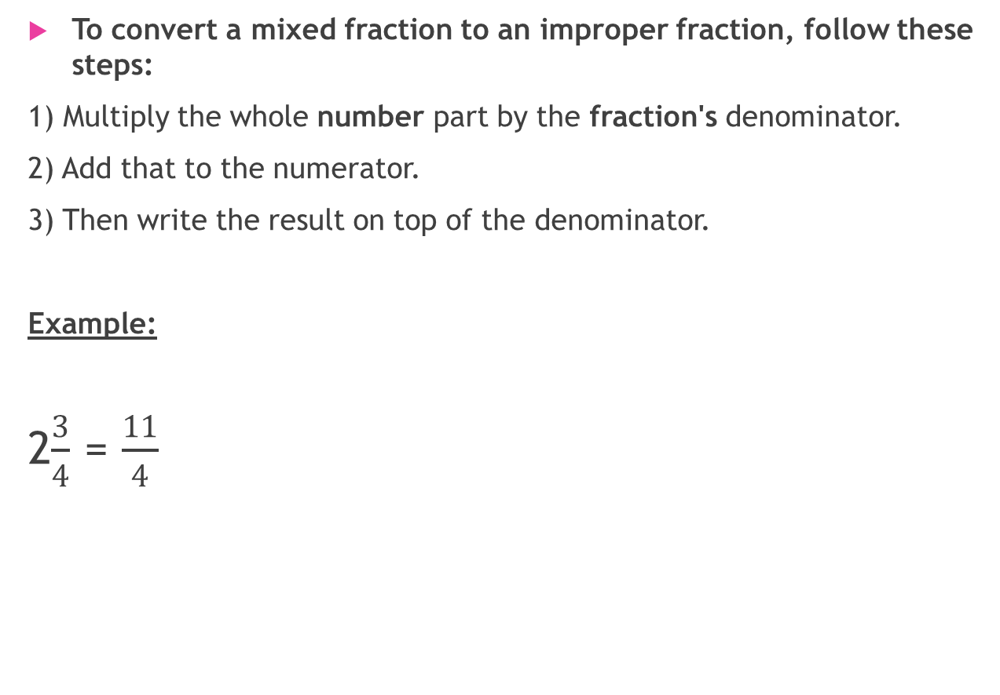 To convert a mixed fraction to an improper fraction, follow these
steps:
1) Multiply the whole number part by the fraction's denominator.
2) Add that to the numerator.
3) Then write the result on top of the denominator.
Example:
2 3/4 = 11/4